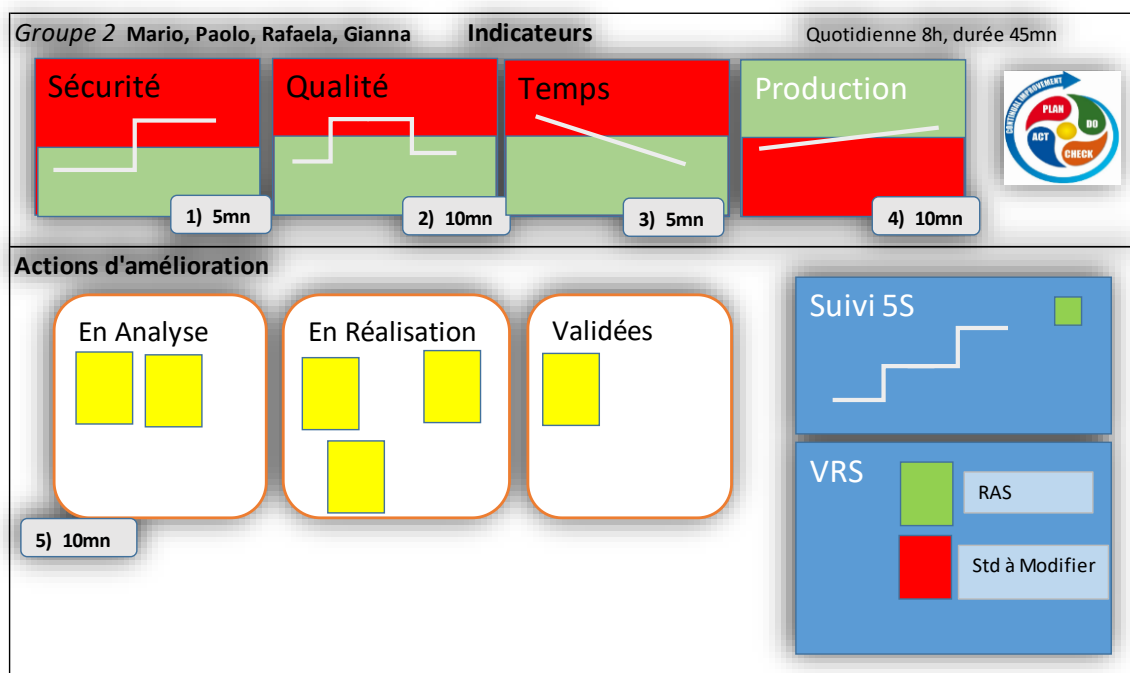 Groupe 2 Mario, Paolo, Rafaela, Gianna Indicateurs Quotidienne 8h, durée 45mn
Sécurité
1) 5mn
Qualité
2) 10mn
Temps
3) 5mn
Production
4) 10mn
CONTINUAL IMPROVEMENT
PLAN
DO
CHECK
ACT
Actions d'amélioration
En Analyse
En Réalisation
Validées
5) 10mn
Suivi 5S
VRS
RAS
Std à Modifier